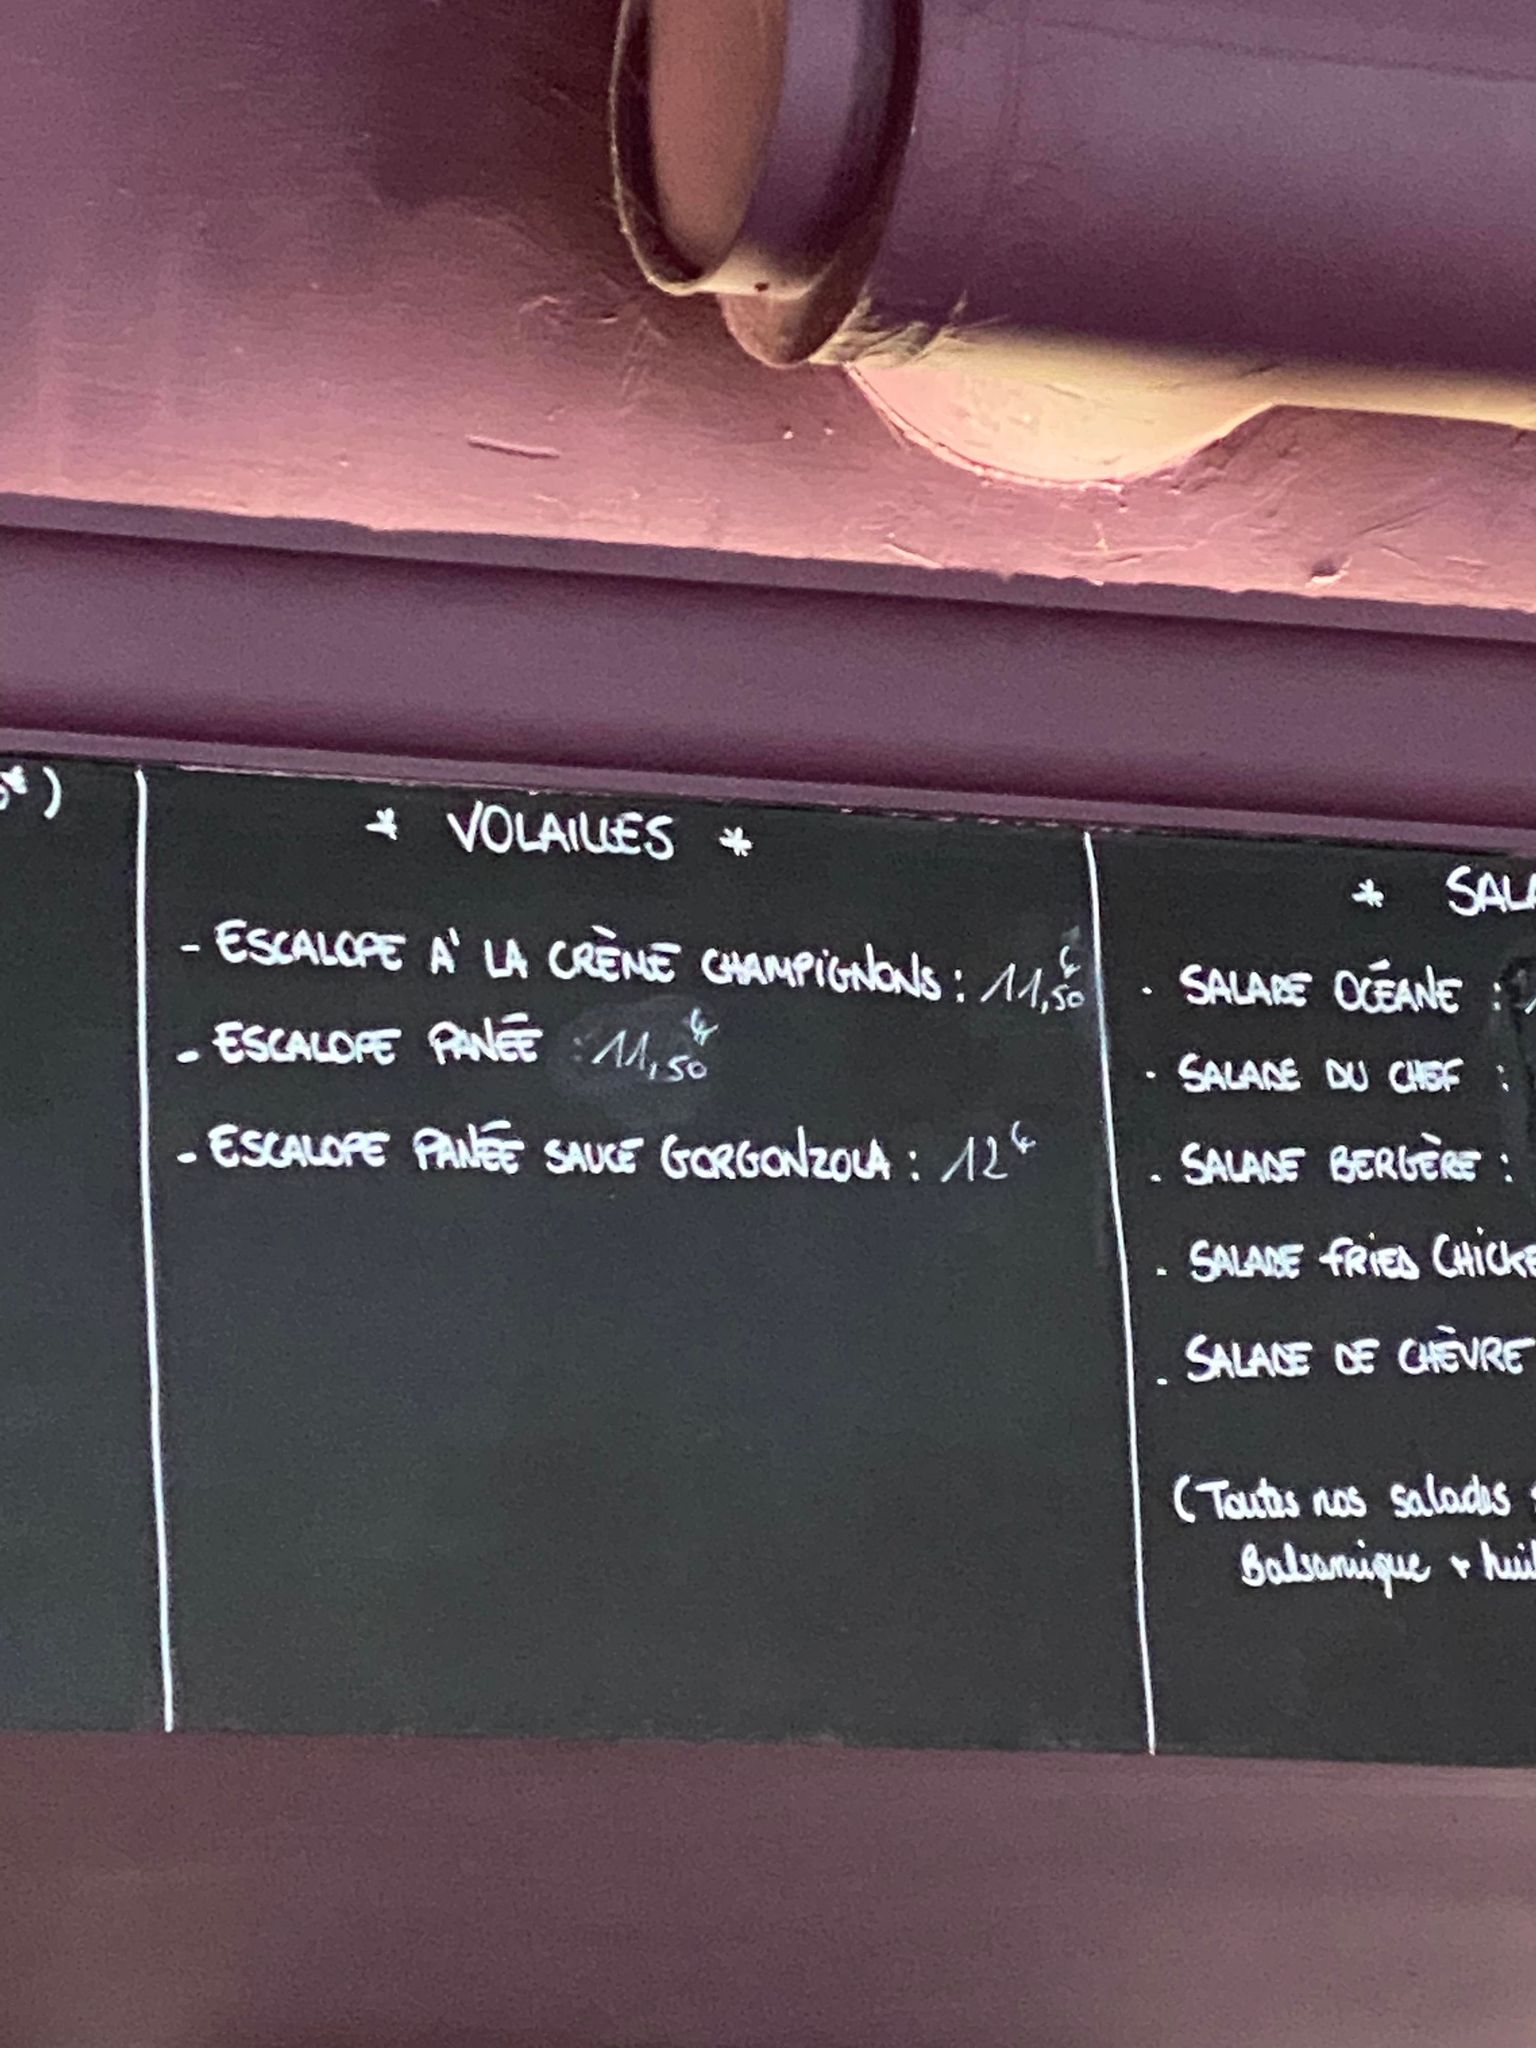 * VOLAILLES *
- ESCALOPE A' LA CRÈME CHAMPIGNONS : 11,50€
- ESCALOPE PANÉE : 11,50€
- ESCALOPE PANÉE SAUCE GORGONZOLA : 12€
* SALA
. SALADE OCÉANE :
. SALADE DU CHEF :
. SALADE BERGÈRE :
. SALADE FRIED CHICKE
. SALADE DE CHÈVRE
(Toutes nos salades
Balsamique + huil